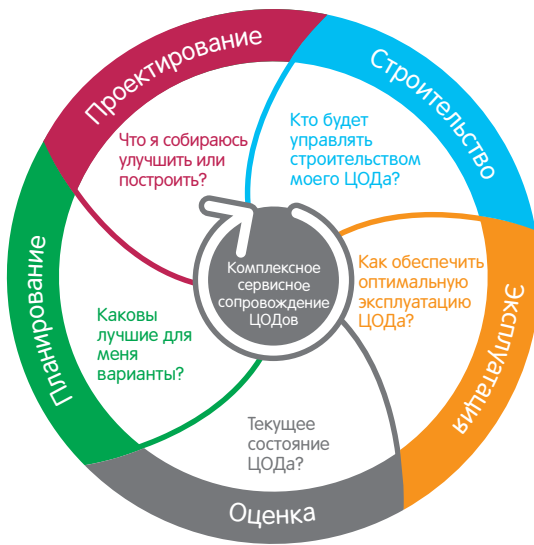 Проектирование
Строительство
Что я собираюсь
улучшить или
построить?
Кто будет
управлять
строительством
моего ЦОДа?
Планирование
Комплексное
сервисное
сопровождение
ЦОДов
Как обеспечить
оптимальную
эксплуатацию
ЦОДа?
Эксплуатация
Каковы
лучшие для
меня
варианты?
Текущее
состояние
ЦОДа?
Оценка